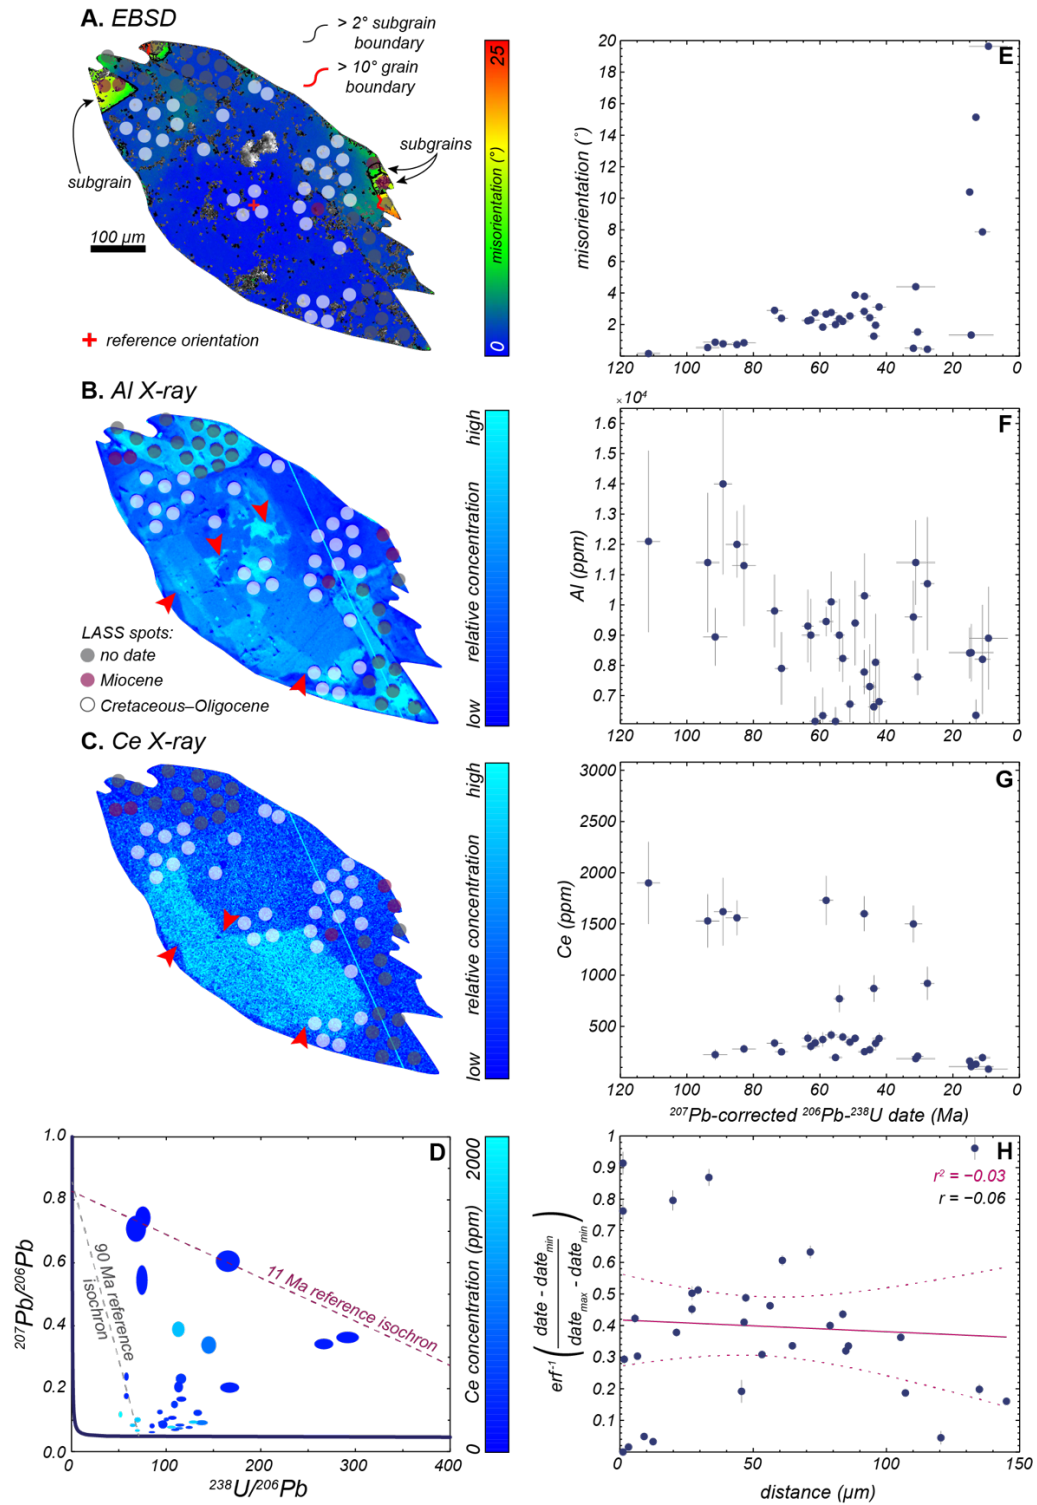 A. EBSD
> 2° subgrain
boundary
> 10° grain
boundary
subgrain
subgrains
100 µm
reference orientation
25
misorientation (°)
0
E
misorientation (°)
20
18
16
14
12
10
8
6
4
2
120 100 80 60 40 20 0
B. Al X-ray
high
relative concentration
low
LASS spots:
no date
Miocene
Cretaceous–Oligocene
F
×10⁴
Al (ppm)
1.6
1.5
1.4
1.3
1.2
1.1
1
0.9
0.8
0.7
120 100 80 60 40 20 0
C. Ce X-ray
high
relative concentration
low
G
Ce (ppm)
3000
2500
2000
1500
1000
500
120 100 80 60 40 20 0
²⁰⁷Pb-corrected ²⁰⁶Pb-²³⁸U date (Ma)
D
²⁰⁷Pb/²⁰⁶Pb
1.0
0.8
0.6
0.4
0.2
0.0
0 100 200 300 400
²³⁸U/²⁰⁶Pb
90 Ma reference
isochron
11 Ma reference isochron
2000
Ce concentration (ppm)
0
H
r² = −0.03
r = −0.06
erf⁻¹ ( date - date min / date max - date min )
1
0.9
0.8
0.7
0.6
0.5
0.4
0.3
0.2
0.1
0 50 100 150
distance (µm)